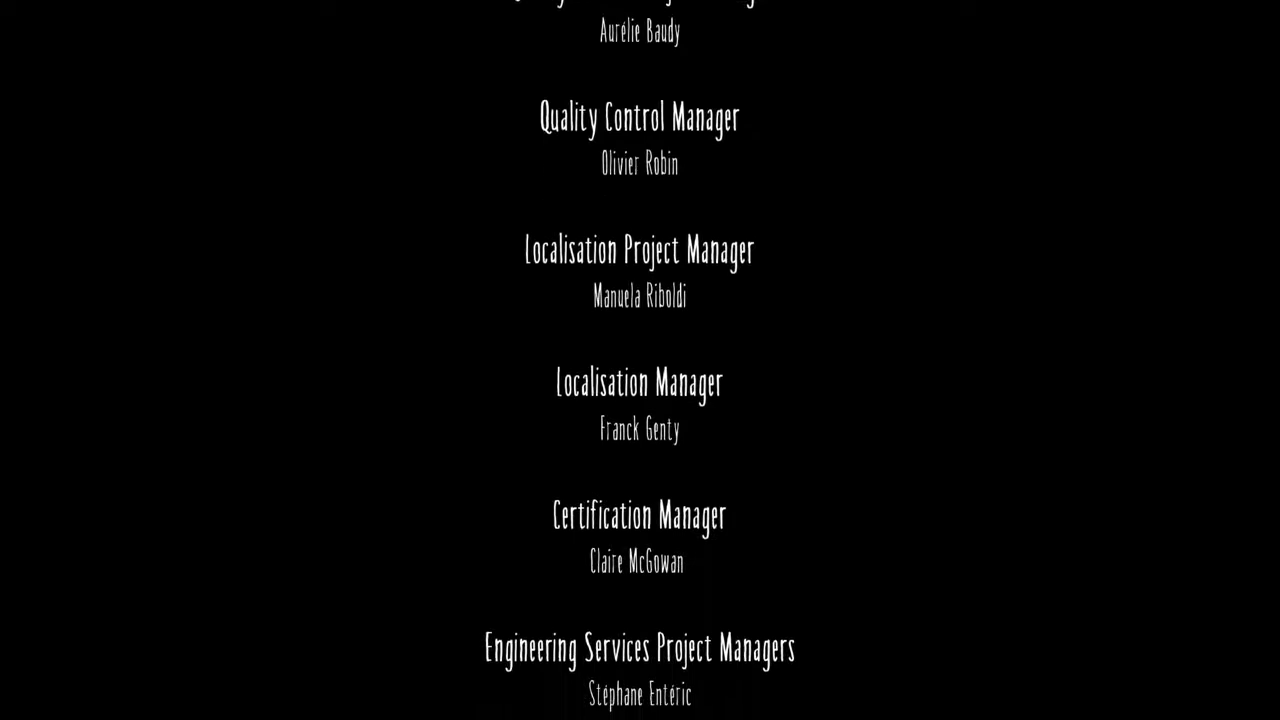 Aurélie Baudy
Quality Control Manager
Olivier Robin
Localisation Project Manager
Manuela Riboldi
Localisation Manager
Franck Genty
Certification Manager
Claire McGowan
Engineering Services Project Managers
Stéphane Entéric